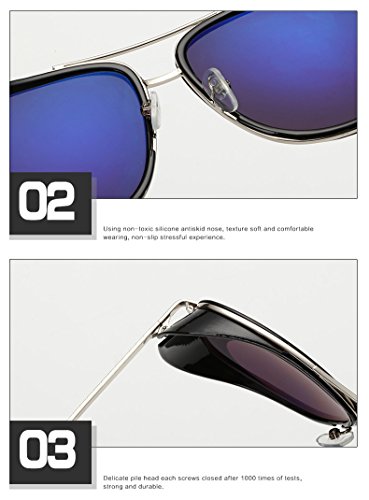 02
Using non-loxic silicone antiskid nose, texture soft and comfortable
wearing, non-slip stressful experience.
03
Delicate pile head each screws closed after 1000 times of tests,
strong and durable.